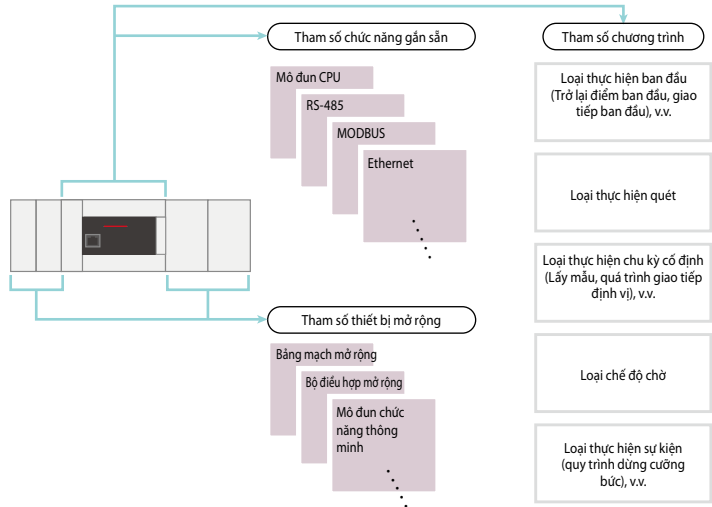 Tham số chức năng gắn sẵn
Mô đun CPU
RS-485
MODBUS
Ethernet
Tham số thiết bị mở rộng
Bảng mạch mở rộng
Bộ điều hợp mở rộng
Mô đun chức
năng thông
minh
Tham số chương trình
Loại thực hiện ban đầu
(Trở lại điểm ban đầu, giao
tiếp ban đầu), v.v.
Loại thực hiện quét
Loại thực hiện chu kỳ cố định
(Lấy mẫu, quá trình giao tiếp
định vị), v.v.
Loại chế độ chờ
Loại thực hiện sự kiện
(quy trình dừng cưỡng
bức), v.v.